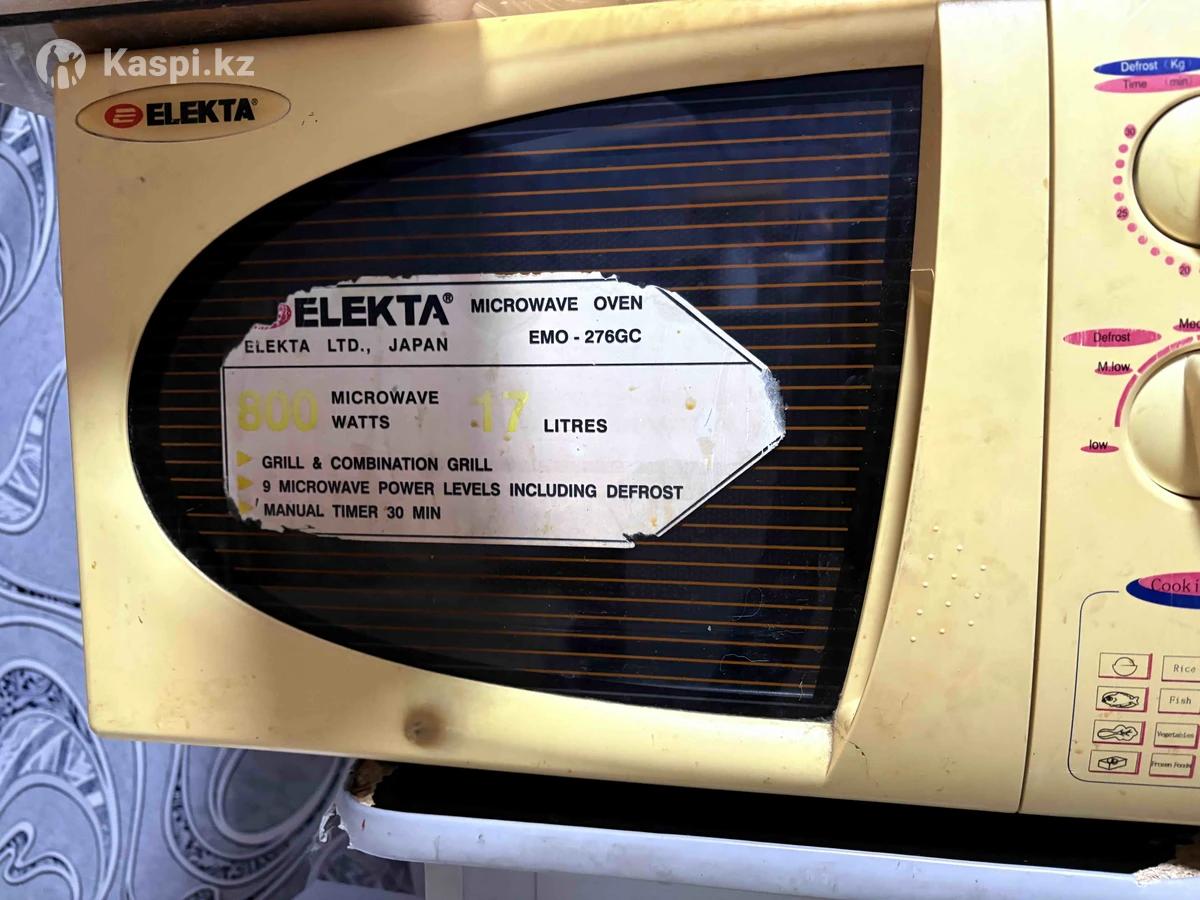 Kaspi.kz
ELEKTA®
ELEKTA® MICROWAVE OVEN
ELEKTA LTD., JAPAN EMO - 276GC
800 MICROWAVE WATTS 17 LITRES
GRILL & COMBINATION GRILL
9 MICROWAVE POWER LEVELS INCLUDING DEFROST
MANUAL TIMER 30 MIN
Defrost (Kg
Time (min)
30
25
20
Defrost
M.low
low
Rice
Fish
Vegetables
Frozen Foods